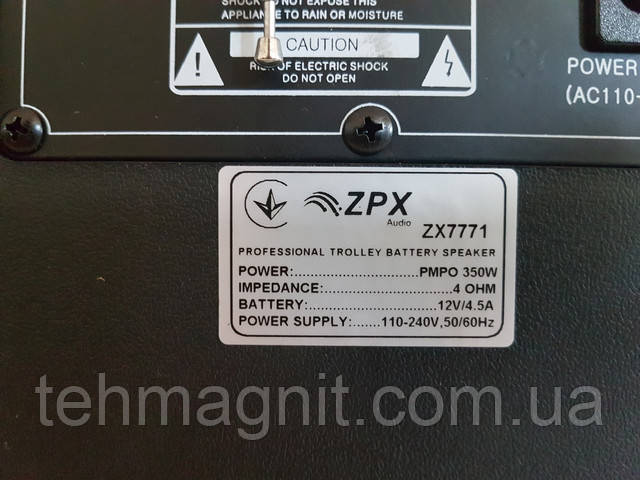 SHOCK DO NOT EXPOSE THIS
APPLIANCE TO RAIN OR MOISTURE
CAUTION
RISK OF ELECTRIC SHOCK
DO NOT OPEN
POWER
(AC110-
ZPX
Audio
ZX7771
PROFESSIONAL TROLLEY BATTERY SPEAKER
POWER:..................PMPO 350W
IMPEDANCE:.......................4 OHM
BATTERY:...................12V/4.5A
POWER SUPPLY:.......110-240V,50/60Hz
tehmagnit.com.ua